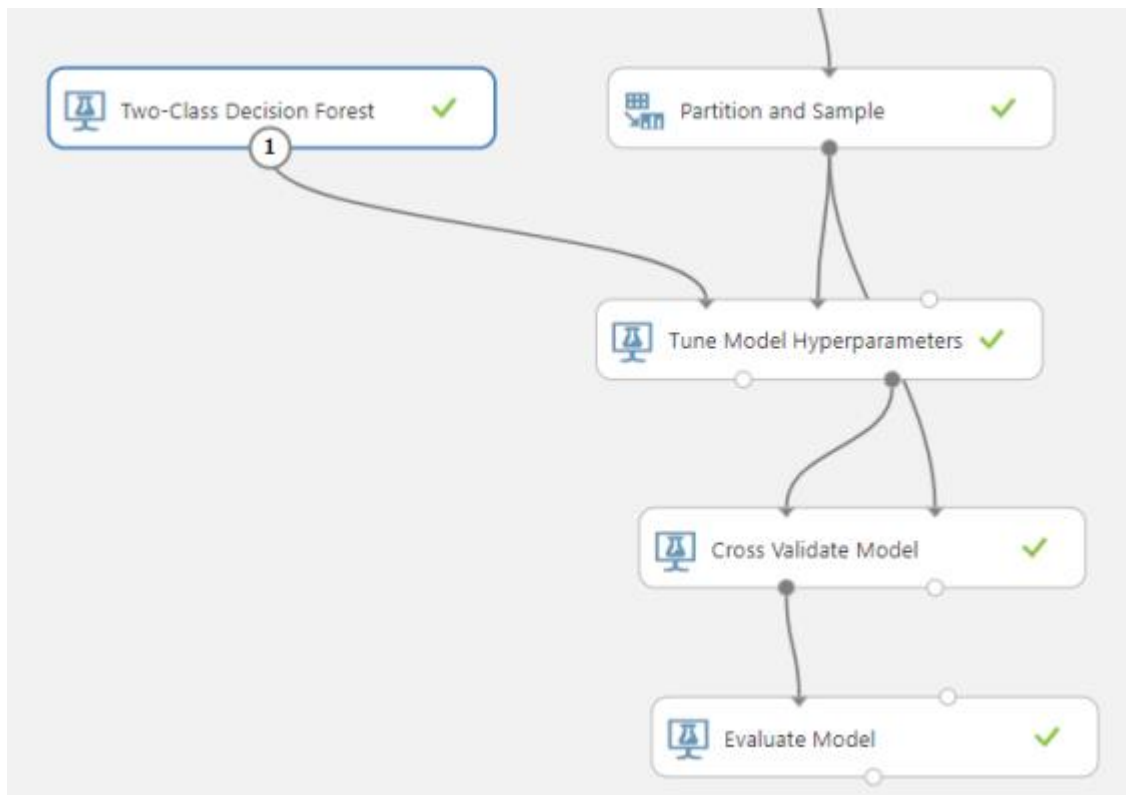 Two-Class Decision Forest
1
Partition and Sample
Tune Model Hyperparameters
Cross Validate Model
Evaluate Model